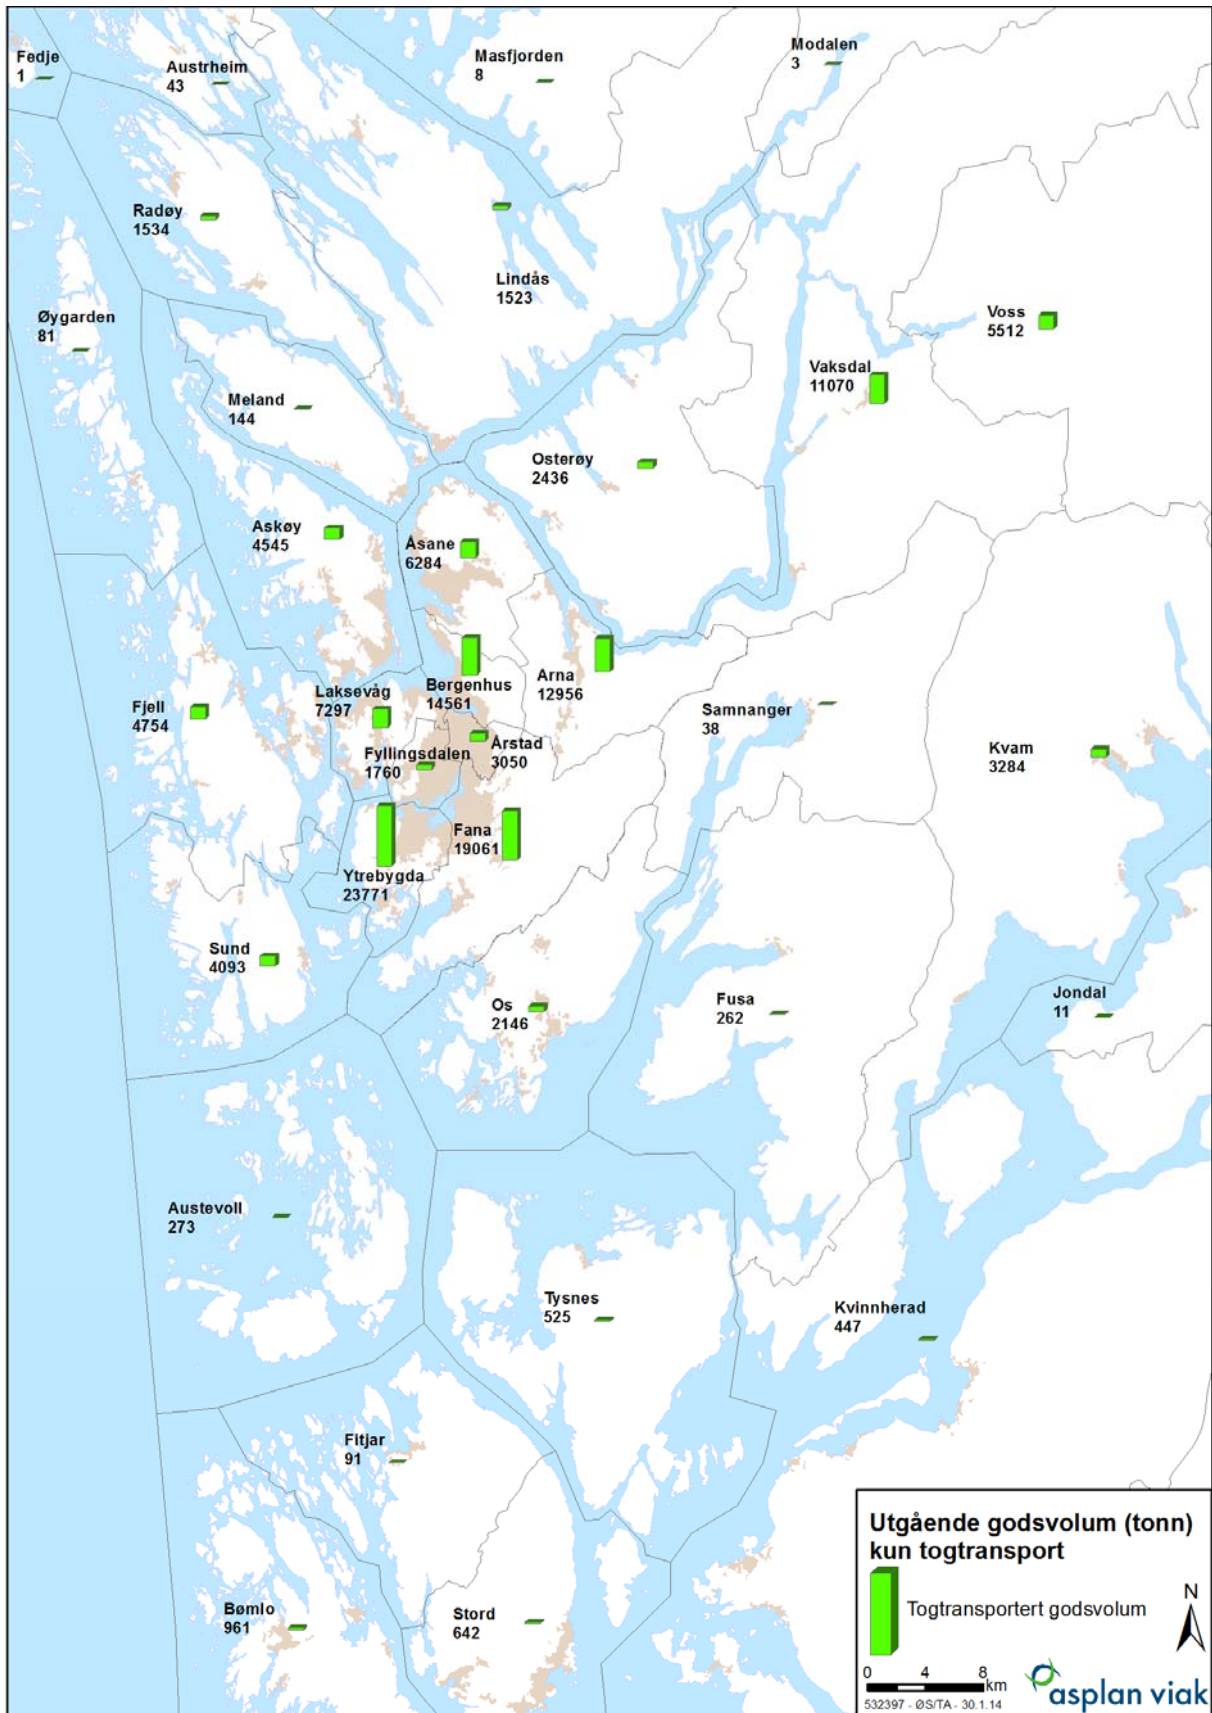 Fedje
1
Austrheim
43
Masfjorden
8
Modalen
3
Radøy
1534
Lindås
1523
Øygarden
81
Voss
5512
Vaksdal
11070
Meland
144
Osterøy
2436
Askøy
4545
Åsane
6284
Arna
12956
Bergenhus
14561
Laksevåg
7297
Fjell
4754
Samnanger
38
Kvam
3284
Årstad
3050
Fyllingsdalen
1760
Fana
19061
Ytrebygda
23771
Sund
4093
Os
2146
Fusa
262
Jondal
11
Austevoll
273
Tysnes
525
Kvinnherad
447
Fitjar
91
Bømlo
961
Stord
642
Utgående godsvolum (tonn)
kun togtransport
Togtransportert godsvolum
N
0 4 8
km
532397 - ØS/TA - 30.1.14
asplan viak